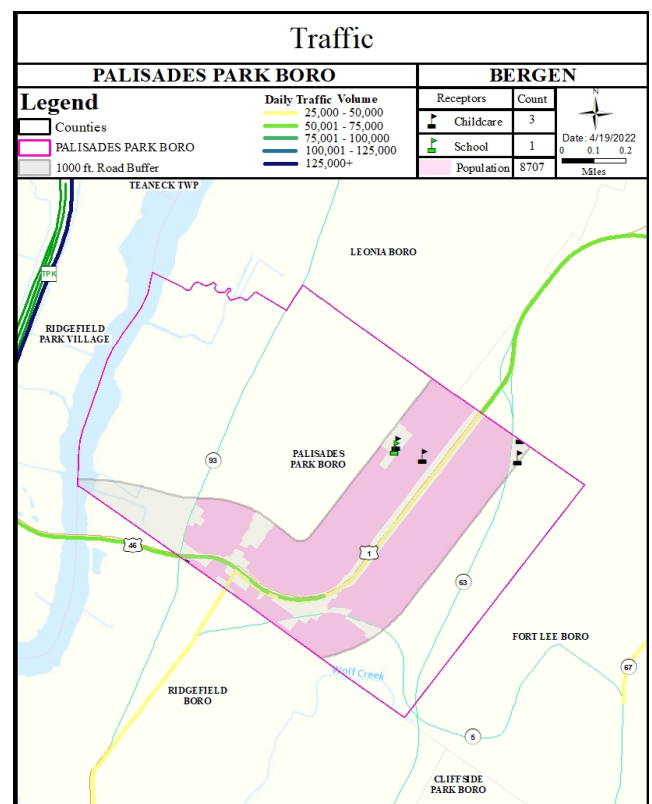 Traffic
PALISADES PARK BORO
BERGEN
Legend
Counties
PALISADES PARK BORO
1000 ft. Road Buffer
Daily Traffic Volume
25,000 - 50,000
50,001 - 75,000
75,001 - 100,000
100,001 - 125,000
125,000+
Receptors Count
Childcare 3
School 1
Population 8707
N
Date: 4/19/2022
0 0.1 0.2
Miles
TEANECK TWP
LEONIA BORO
TPK
RIDGEFIELD
PARK VILLAGE
93
PALISADES
PARK BORO
46
1
63
FORT LEE BORO
67
Wolf Creek
RIDGEFIELD
BORO
5
CLIFFSIDE
PARK BORO